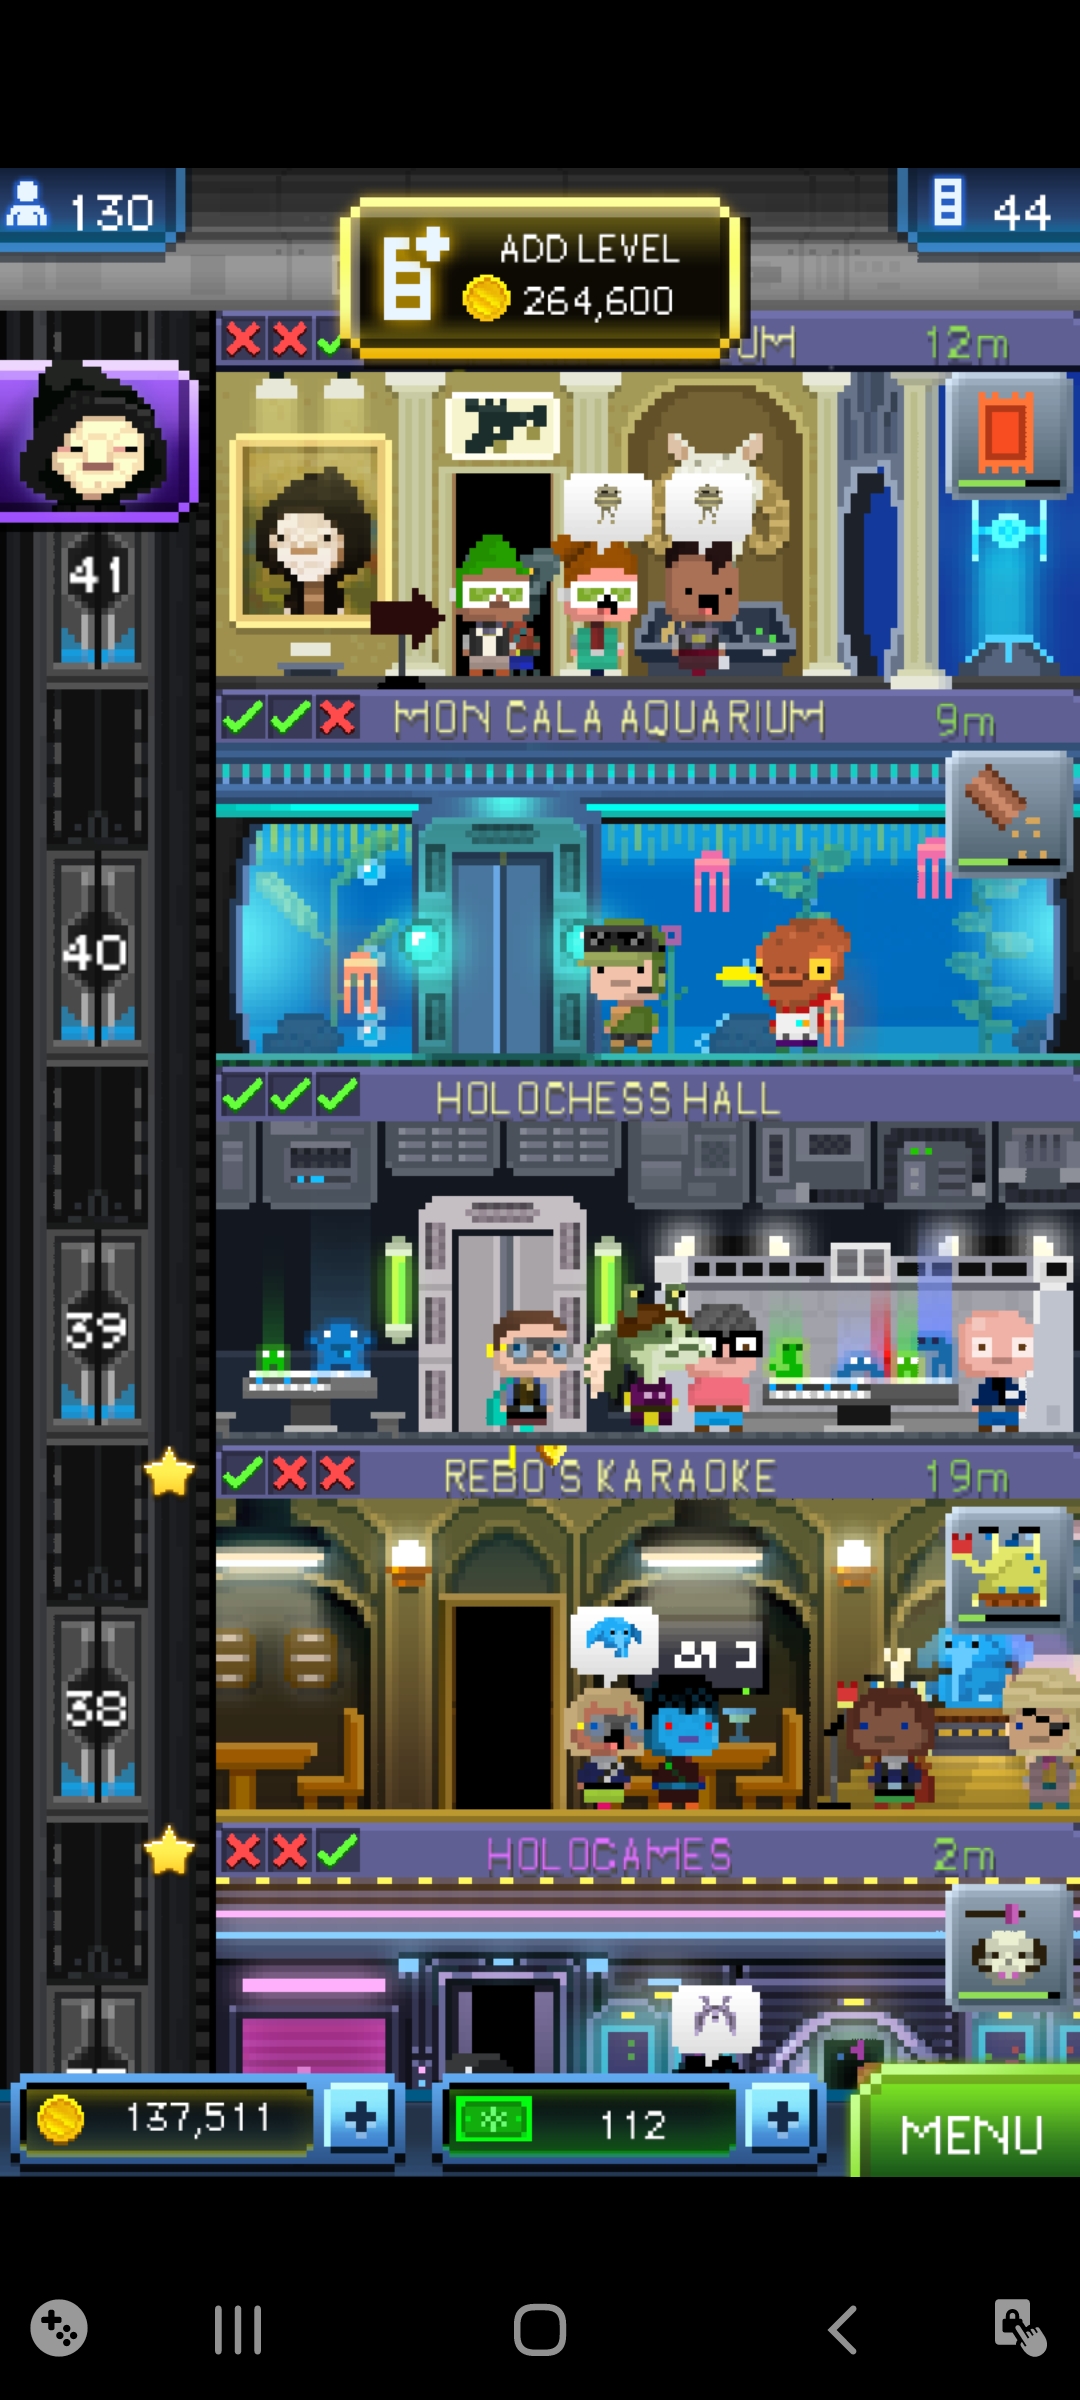 130
44
ADD LEVEL
264,600
UM 12m
41
MON CALA AQUARIUM 9m
40
HOLOCHESS HALL
39
REBO'S KARAOKE 19m
38
HOLOGAMES 2m
137,511
112
MENU